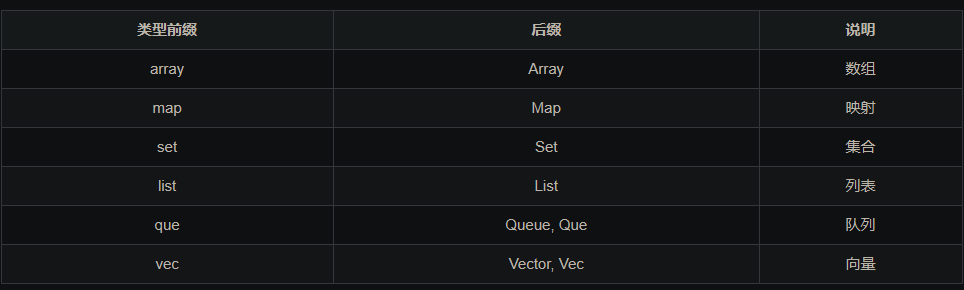 类型前缀 后缀 说明
array Array 数组
map Map 映射
set Set 集合
list List 列表
que Queue, Que 队列
vec Vector, Vec 向量